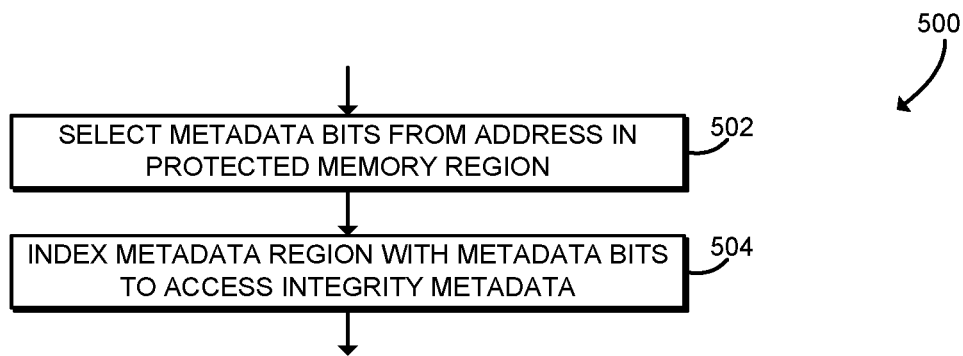 500
SELECT METADATA BITS FROM ADDRESS IN
PROTECTED MEMORY REGION
502
INDEX METADATA REGION WITH METADATA BITS
TO ACCESS INTEGRITY METADATA
504